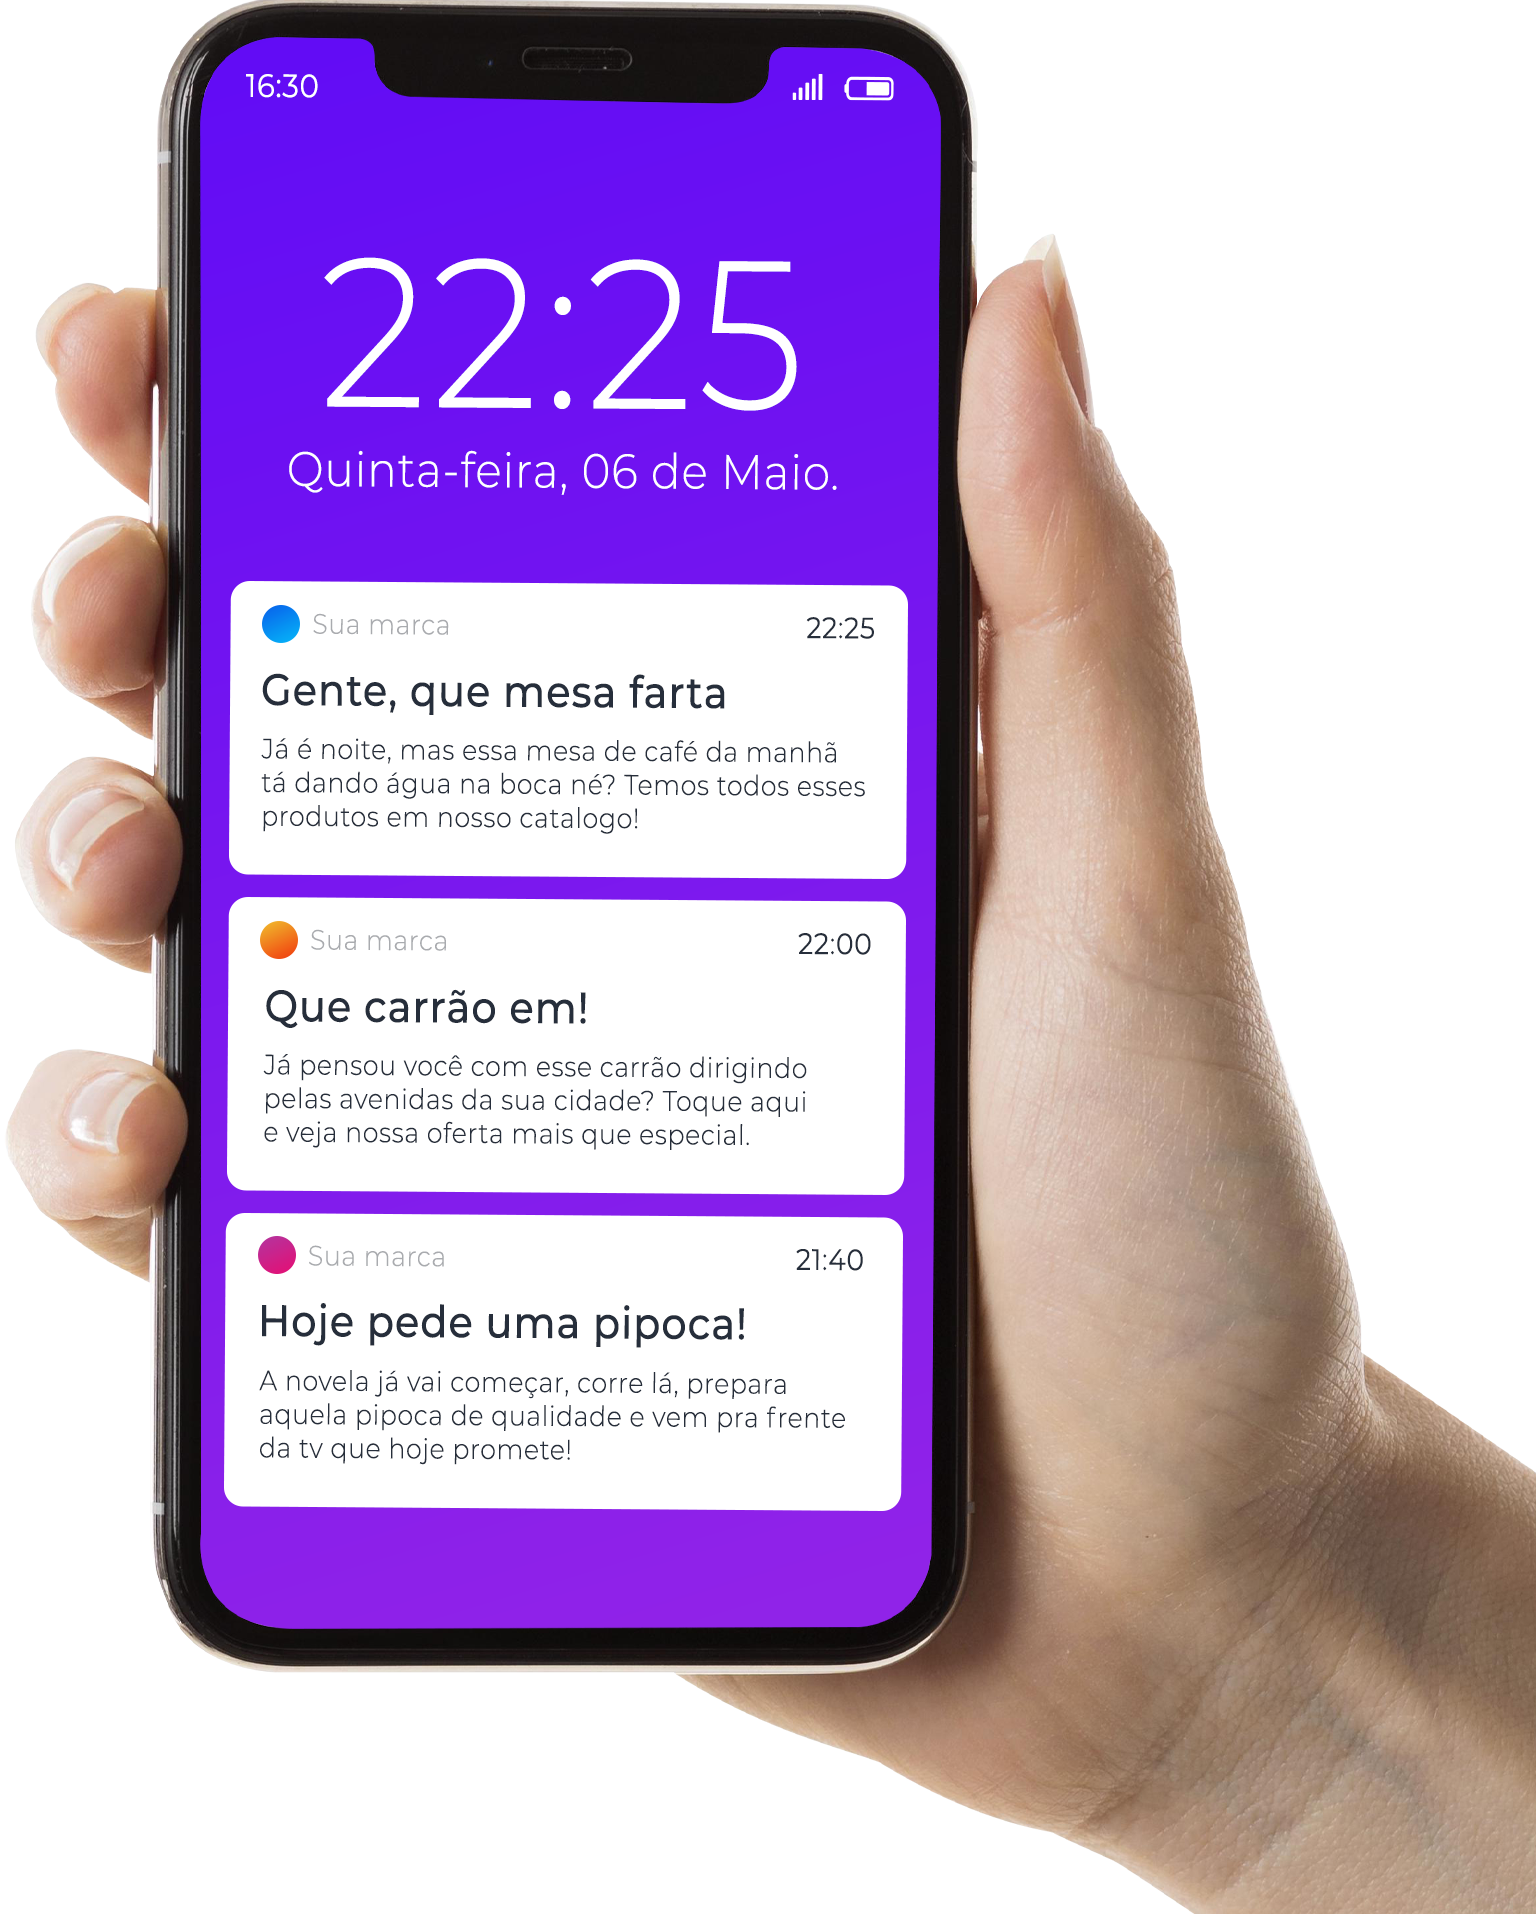 16:30
22:25
Quinta-feira, 06 de Maio.
Sua marca 22:25
Gente, que mesa farta
Já é noite, mas essa mesa de café da manhã
tá dando água na boca né? Temos todos esses
produtos em nosso catalogo!
Sua marca 22:00
Que carrão em!
Já pensou você com esse carrão dirigindo
pelas avenidas da sua cidade? Toque aqui
e veja nossa oferta mais que especial.
Sua marca 21:40
Hoje pede uma pipoca!
A novela já vai começar, corre lá, prepara
aquela pipoca de qualidade e vem pra frente
da tv que hoje promete!